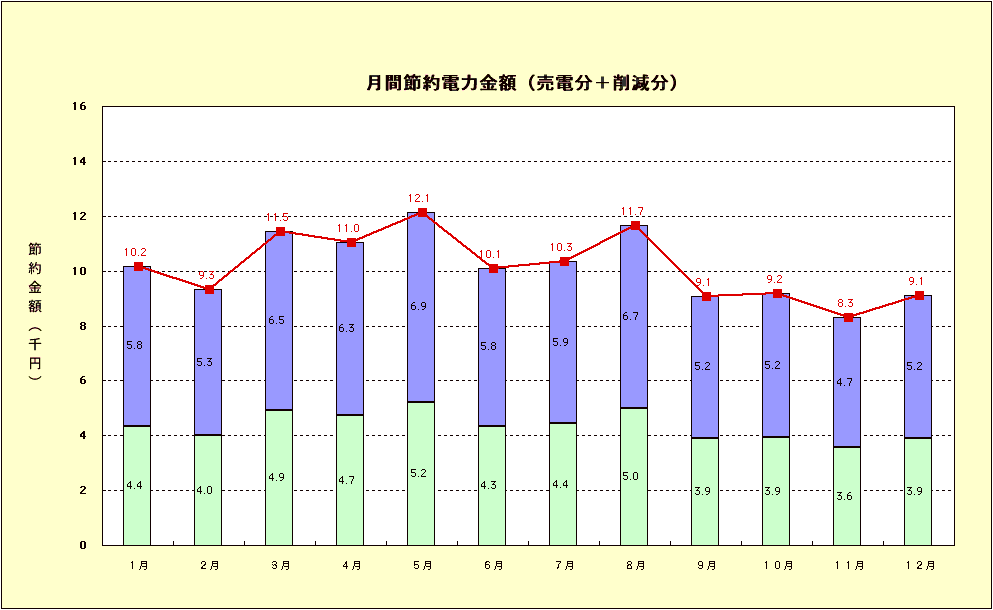 月間節約電力金額（売電分＋削減分）
節約金額（千円）
16
14
12
10
8
6
4
2
0
10.2 9.3 11.5 11.0 12.1 10.1 10.3 11.7 9.1 9.2 8.3 9.1
5.8 5.3 6.5 6.3 6.9 5.8 5.9 6.7 5.2 5.2 4.7 5.2
4.4 4.0 4.9 4.7 5.2 4.3 4.4 5.0 3.9 3.9 3.6 3.9
１月 ２月 ３月 ４月 ５月 ６月 ７月 ８月 ９月 １０月 １１月 １２月